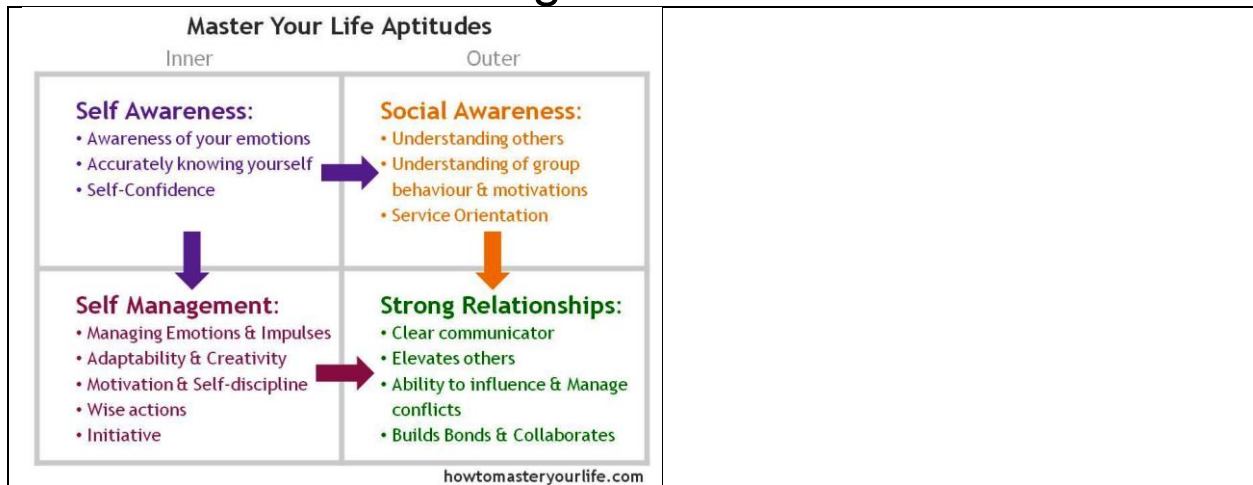 Master Your Life Aptitudes
Inner
Outer
Self Awareness:
• Awareness of your emotions
• Accurately knowing yourself
• Self-Confidence
Social Awareness:
• Understanding others
• Understanding of group
behaviour & motivations
• Service Orientation
Self Management:
• Managing Emotions & Impulses
• Adaptability & Creativity
• Motivation & Self-discipline
• Wise actions
• Initiative
Strong Relationships:
• Clear communicator
• Elevates others
• Ability to influence & Manage
conflicts
• Builds Bonds & Collaborates
howtomasteryourlife.com